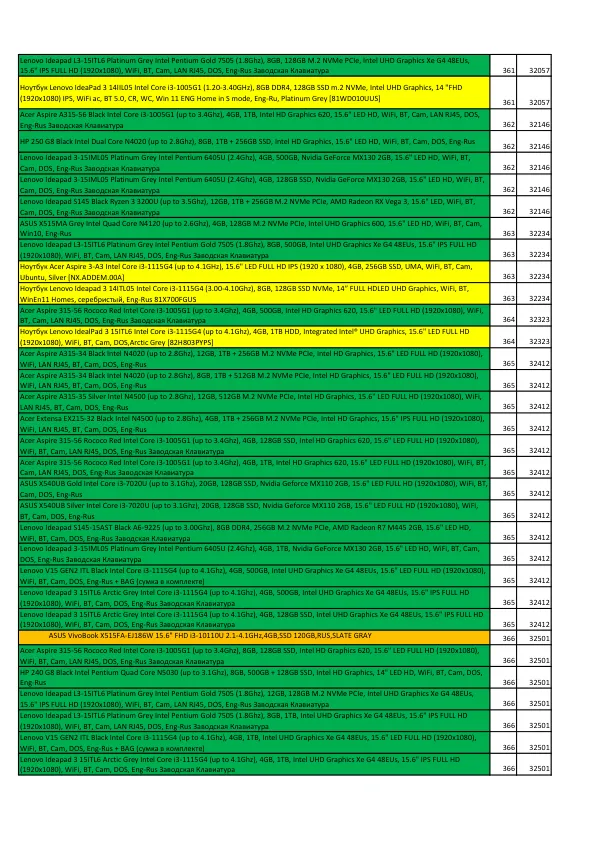 Lenovo Ideapad L3-15ITL6 Platinum Grey Intel Pentium Gold 7505 (1.8Ghz), 8GB, 128GB M.2 NVMe PCIe, Intel UHD Graphics Xe G4 48EUs,
15.6" IPS FULL HD (1920x1080), WiFi, BT, Cam, LAN RJ45, DOS, Eng-Rus Заводская Клавиатура 361 32057
Ноутбук Lenovo IdeaPad 3 14IIL05 Intel Core i3-1005G1 (1.20-3.40GHz), 8GB DDR4, 128GB SSD m.2 NVMe, Intel UHD Graphics, 14 "FHD
(1920x1080) IPS, WiFi ac, BT 5.0, CR, WC, Win 11 ENG Home in S mode, Eng-Ru, Platinum Grey [81WD010UUS] 361 32057
Acer Aspire A315-56 Black Intel Core i3-1005G1 (up to 3.4Ghz), 4GB, 1TB, Intel HD Graphics 620, 15.6" LED HD, WiFi, BT, Cam, LAN RJ45, DOS,
Eng-Rus Заводская Клавиатура 362 32146
HP 250 G8 Black Intel Dual Core N4020 (up to 2.8Ghz), 8GB, 1TB + 256GB M.2 NVMe PCIe, Intel HD Graphics, 15.6" LED HD, WiFi, BT, Cam, DOS, Eng-Rus 362 32146
Lenovo Ideapad 3-15IML05 Platinum Grey Intel Pentium 6405U (2.4Ghz), 4GB, 500GB, Nvidia GeForce MX130 2GB, 15.6" LED HD, WiFi, BT,
Cam, DOS, Eng-Rus Заводская Клавиатура 362 32146
Lenovo Ideapad 3-15IML05 Platinum Grey Intel Pentium 6405U (2.4Ghz), 4GB, 128GB SSD, Nvidia GeForce MX130 2GB, 15.6" LED HD, WiFi, BT,
Cam, DOS, Eng-Rus Заводская Клавиатура 362 32146
Lenovo Ideapad S145 Black Ryzen 3 3200U (up to 3.5Ghz), 12GB, 1TB + 256GB M.2 NVMe PCIe, AMD Radeon RX Vega 3, 15.6" LED, WiFi, BT,
Cam, DOS, Eng-Rus 362 32146
ASUS X515MA Grey Intel Quad Core N4120 (up to 2.6Ghz), 4GB, 128GB M.2 NVMe PCIe, Intel UHD Graphics 600, 15.6" LED HD, WiFi, BT, Cam,
Win10, Eng-Rus 363 32234
Lenovo Ideapad L3-15ITL6 Platinum Grey Intel Pentium Gold 7505 (1.8Ghz), 8GB, 500GB, Intel UHD Graphics Xe G4 48EUs, 15.6" IPS FULL HD
(1920x1080), WiFi, BT, Cam, LAN RJ45, DOS, Eng-Rus Заводская Клавиатура 363 32234
Ноутбук Acer Aspire 3-A3 Intel Core i3-1115G4 (up to 4.1GHz), 15.6" LED FULL HD IPS (1920 x 1080), 4GB, 256GB SSD, UMA, WiFi, BT, Cam,
Ubuntu, Silver [NX.ADDEM.00A] 363 32234
Ноутбук Lenovo Ideapad 3 14ITL05 Intel Core i3-1115G4 (3.00-4.10GHz), 8GB, 128GB SSD NVMe, 14" FULL HDLED UHD Graphics, WiFi, BT,
WinEn11 Homes, серебристый, Eng-Rus 81X700FGUS 363 32234
Acer Aspire 315-56 Rococo Red Intel Core i3-1005G1 (up to 3.4Ghz), 4GB, 500GB, Intel HD Graphics 620, 15.6" LED FULL HD (1920x1080), WiFi,
BT, Cam, LAN RJ45, DOS, Eng-Rus Заводская Клавиатура 364 32323
Ноутбук Lenovo IdealPad 3 15ITL6 Intel Core i3-1115G4 (up to 4.1GHz), 4GB, 1TB HDD, Integrated Intel® UHD Graphics, 15.6" LED FULL HD
(1920x1080), WiFi, BT, Cam, DOS,Arctic Grey [82H803PYPS] 364 32323
Acer Aspire A315-34 Black Intel N4020 (up to 2.8Ghz), 12GB, 1TB + 256GB M.2 NVMe PCIe, Intel HD Graphics, 15.6" LED FULL HD (1920x1080),
WiFi, LAN RJ45, BT, Cam, DOS, Eng-Rus 365 32412
Acer Aspire A315-34 Black Intel N4020 (up to 2.8Ghz), 8GB, 1TB + 512GB M.2 NVMe PCIe, Intel HD Graphics, 15.6" LED FULL HD (1920x1080),
WiFi, LAN RJ45, BT, Cam, DOS, Eng-Rus 365 32412
Acer Aspire A315-35 Silver Intel N4500 (up to 2.8Ghz), 12GB, 512GB M.2 NVMe PCIe, Intel HD Graphics, 15.6" LED FULL HD (1920x1080), WiFi,
LAN RJ45, BT, Cam, DOS, Eng-Rus 365 32412
Acer Extensa EX215-32 Black Intel N4500 (up to 2.8Ghz), 4GB, 1TB + 256GB M.2 NVMe PCIe, Intel HD Graphics, 15.6" IPS FULL HD (1920x1080),
WiFi, LAN RJ45, BT, Cam, DOS, Eng-Rus 365 32412
Acer Aspire 315-56 Rococo Red Intel Core i3-1005G1 (up to 3.4Ghz), 4GB, 128GB SSD, Intel HD Graphics 620, 15.6" LED FULL HD (1920x1080),
WiFi, BT, Cam, LAN RJ45, DOS, Eng-Rus Заводская Клавиатура 365 32412
Acer Aspire 315-56 Rococo Red Intel Core i3-1005G1 (up to 3.4Ghz), 4GB, 1TB, Intel HD Graphics 620, 15.6" LED FULL HD (1920x1080), WiFi, BT,
Cam, LAN RJ45, DOS, Eng-Rus Заводская Клавиатура 365 32412
ASUS X540UB Gold Intel Core i3-7020U (up to 3.1Ghz), 20GB, 128GB SSD, Nvidia GeForce MX110 2GB, 15.6" LED FULL HD (1920x1080), WiFi, BT,
Cam, DOS, Eng-Rus 365 32412
ASUS X540UB Silver Intel Core i3-7020U (up to 3.1Ghz), 20GB, 128GB SSD, Nvidia GeForce MX110 2GB, 15.6" LED FULL HD (1920x1080), WiFi,
BT, Cam, DOS, Eng-Rus 365 32412
Lenovo Ideapad S145-15AST Black A6-9225 (up to 3.00Ghz), 8GB DDR4, 256GB M.2 NVMe PCIe, AMD Radeon R7 M445 2GB, 15.6" LED HD,
WiFi, BT, Cam, DOS, Eng-Rus 365 32412
Lenovo Ideapad 3-15IML05 Platinum Grey Intel Pentium 6405U (2.4Ghz), 4GB, 1TB, Nvidia GeForce MX130 2GB, 15.6" LED HD, WiFi, BT, Cam,
DOS, Eng-Rus Заводская Клавиатура 365 32412
Lenovo V15 GEN2 ITL Black Intel Core i3-1115G4 (up to 4.1Ghz), 4GB, 500GB, Intel UHD Graphics Xe G4 48EUs, 15.6" LED FULL HD (1920x1080),
WiFi, BT, Cam, DOS, Eng-Rus + BAG (сумка в комплекте) 365 32412
Lenovo Ideapad 3 15ITL6 Arctic Grey Intel Core i3-1115G4 (up to 4.1Ghz), 4GB, 500GB, Intel UHD Graphics Xe G4 48EUs, 15.6" IPS FULL HD
(1920x1080), WiFi, BT, Cam, DOS, Eng-Rus Заводская Клавиатура 365 32412
Lenovo Ideapad 3 15ITL6 Arctic Grey Intel Core i3-1115G4 (up to 4.1Ghz), 4GB, 128GB SSD, Intel UHD Graphics Xe G4 48EUs, 15.6" IPS FULL HD
(1920x1080), WiFi, BT, Cam, DOS, Eng-Rus Заводская Клавиатура 365 32412
ASUS VivoBook X515FA-EJ186W 15.6" FHD i3-10110U 2.1-4.1GHz,4GB,SSD 120GB,RUS,SLATE GRAY 366 32501
Acer Aspire 315-56 Rococo Red Intel Core i3-1005G1 (up to 3.4Ghz), 8GB, 128GB SSD, Intel HD Graphics 620, 15.6" LED FULL HD (1920x1080),
WiFi, BT, Cam, LAN RJ45, DOS, Eng-Rus Заводская Клавиатура 366 32501
HP 240 G8 Black Intel Pentium Quad Core N5030 (up to 3.1Ghz), 8GB, 500GB + 128GB SSD, Intel HD Graphics, 14" LED HD, WiFi, BT, Cam, DOS,
Eng-Rus 366 32501
Lenovo Ideapad L3-15ITL6 Platinum Grey Intel Pentium Gold 7505 (1.8Ghz), 12GB, 128GB M.2 NVMe PCIe, Intel UHD Graphics Xe G4 48EUs,
15.6" IPS FULL HD (1920x1080), WiFi, BT, Cam, LAN RJ45, DOS, Eng-Rus Заводская Клавиатура 366 32501
Lenovo Ideapad L3-15ITL6 Platinum Grey Intel Pentium Gold 7505 (1.8Ghz), 8GB, 1TB, Intel UHD Graphics Xe G4 48EUs, 15.6" IPS FULL HD
(1920x1080), WiFi, BT, Cam, LAN RJ45, DOS, Eng-Rus Заводская Клавиатура 366 32501
Lenovo V15 GEN2 ITL Black Intel Core i3-1115G4 (up to 4.1Ghz), 4GB, 1TB, Intel UHD Graphics Xe G4 48EUs, 15.6" LED FULL HD (1920x1080),
WiFi, BT, Cam, DOS, Eng-Rus + BAG (сумка в комплекте) 366 32501
Lenovo Ideapad 3 15ITL6 Arctic Grey Intel Core i3-1115G4 (up to 4.1Ghz), 4GB, 1TB, Intel UHD Graphics Xe G4 48EUs, 15.6" IPS FULL HD
(1920x1080), WiFi, BT, Cam, DOS, Eng-Rus Заводская Клавиатура 366 32501